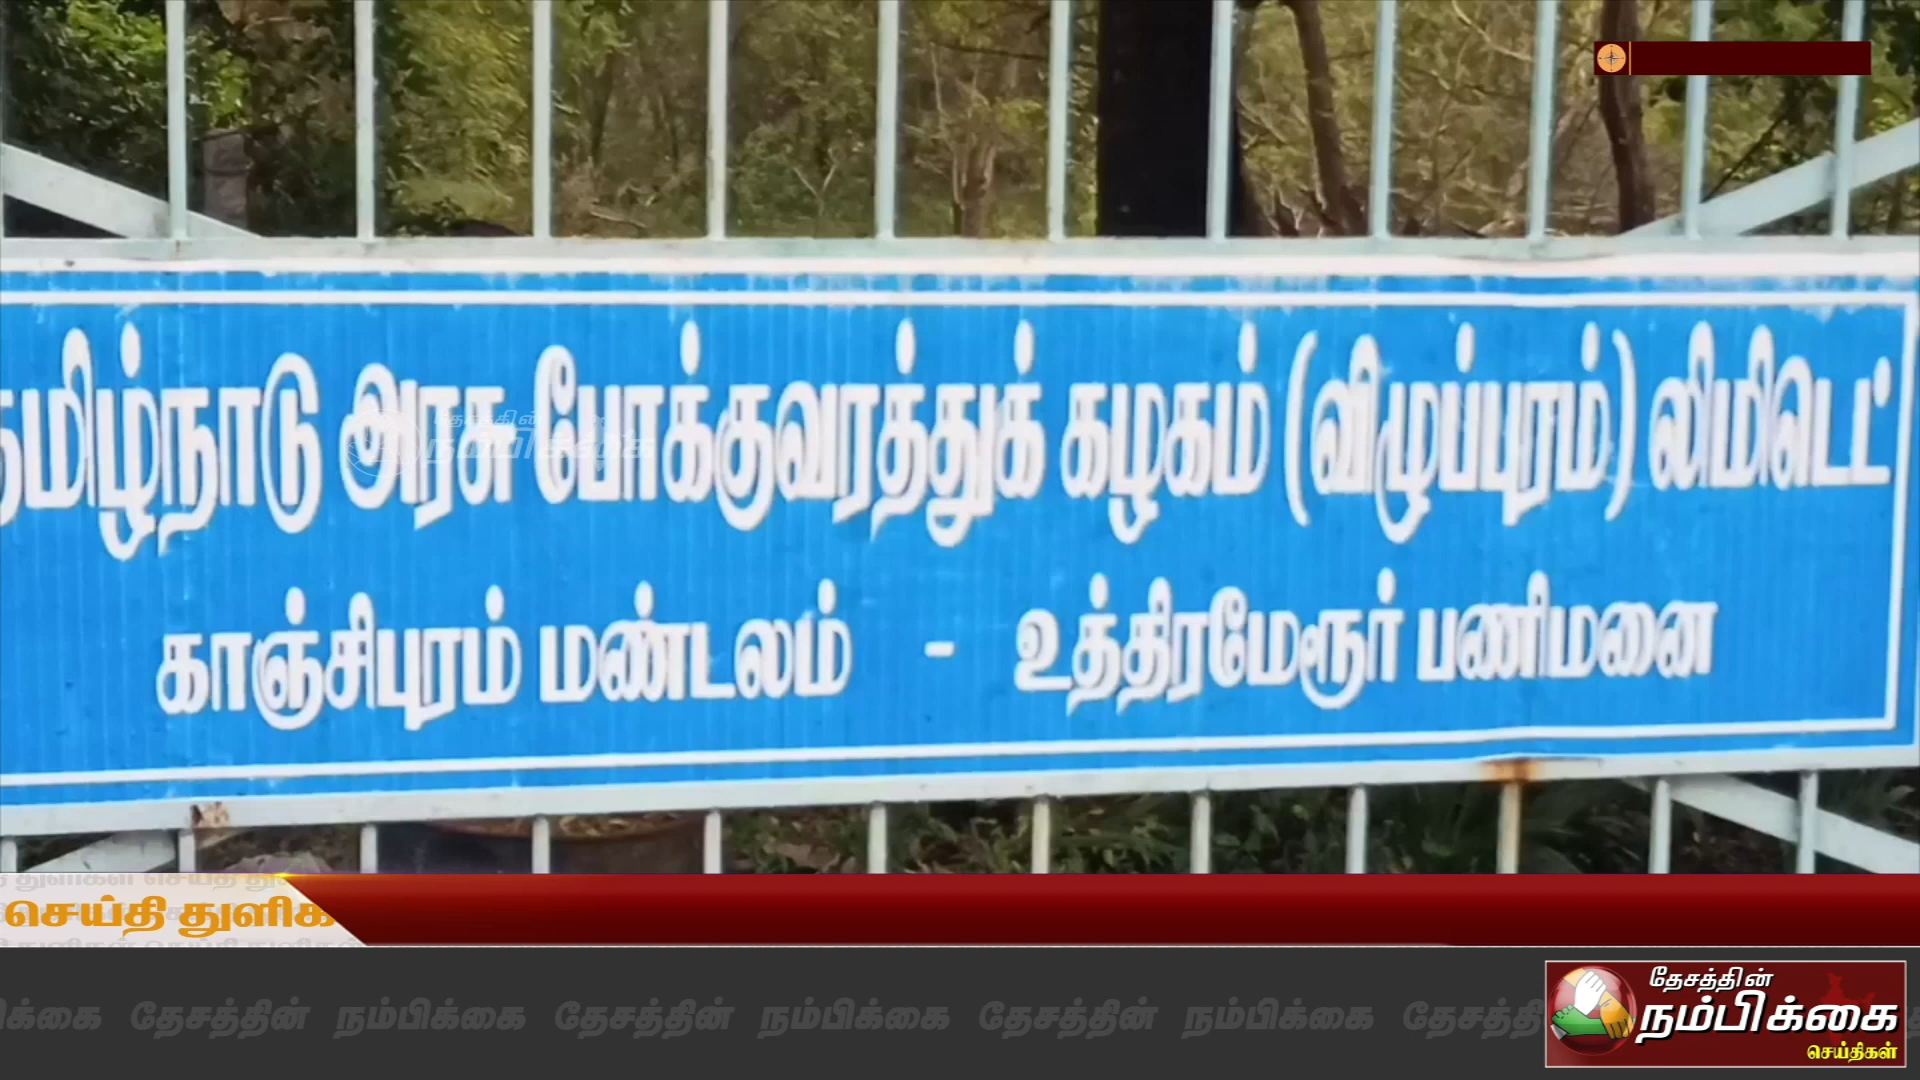 தமிழ்நாடு அரசு போக்குவரத்துக் கழகம் (விழுப்புரம்) லிமிடெட்
காஞ்சிபுரம் மண்டலம் - உத்திரமேரூர் பணிமனை
தேசத்தின்
நம்பிக்கை
செய்தி துளிக
தேசத்தின் நம்பிக்கை தேசத்தின் நம்பிக்கை தேசத்தின் நம்பிக்கை
தேசத்தின்
நம்பிக்கை
செய்திகள்